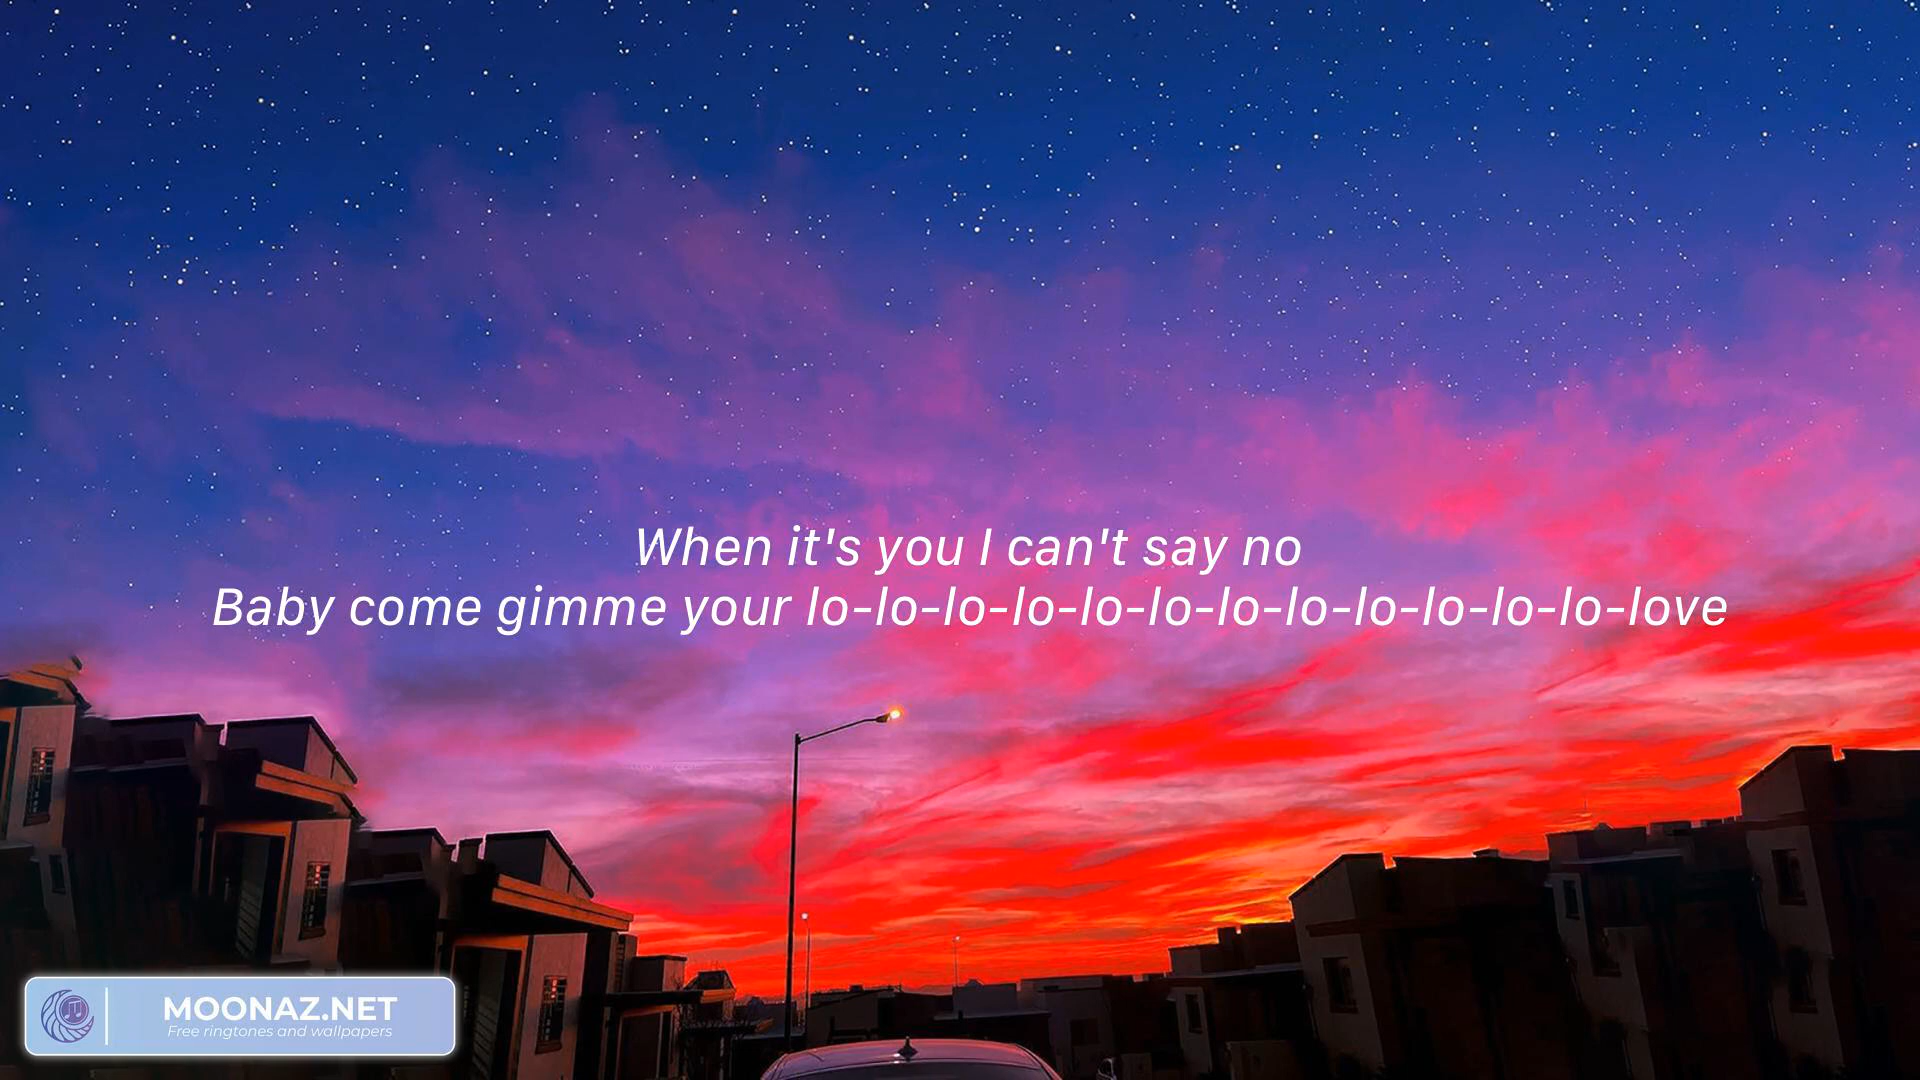 When it's you I can't say no
Baby come gimme your lo-lo-lo-lo-lo-lo-lo-lo-lo-lo-lo-lo-love
MOONAZ.NET
Free ringtones and wallpapers